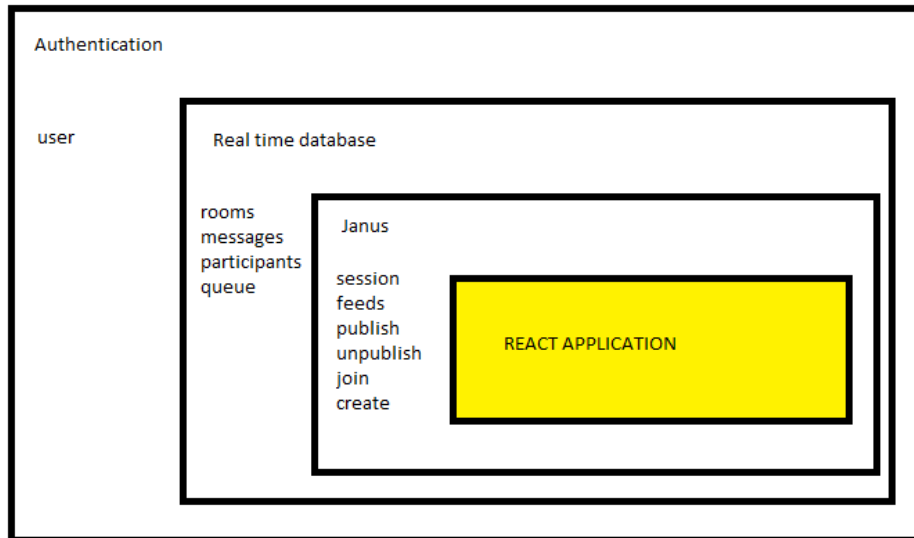 Authentication
user
Real time database
rooms
messages
participants
queue
Janus
session
feeds
publish
unpublish
join
create
REACT APPLICATION